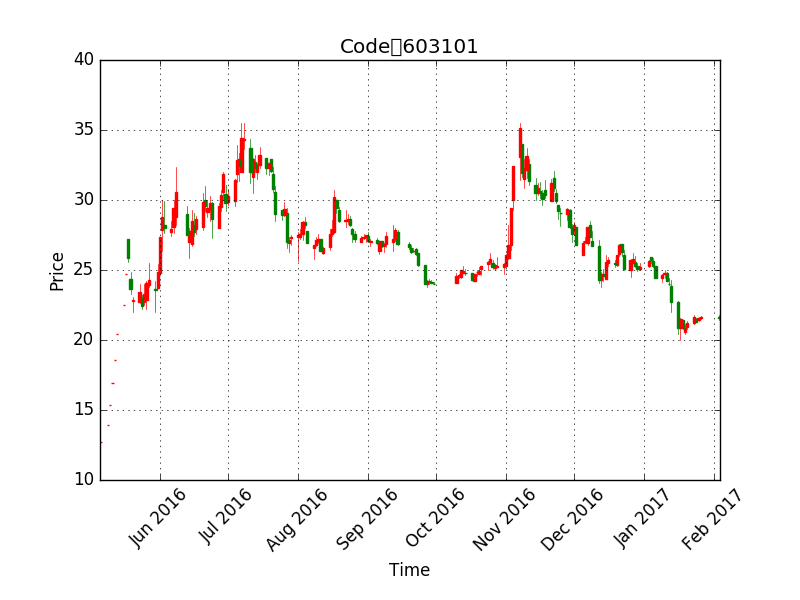 Code▯603101
40
35
30
25
20
15
10
Price
Jun 2016
Jul 2016
Aug 2016
Sep 2016
Oct 2016
Nov 2016
Dec 2016
Jan 2017
Feb 2017
Time